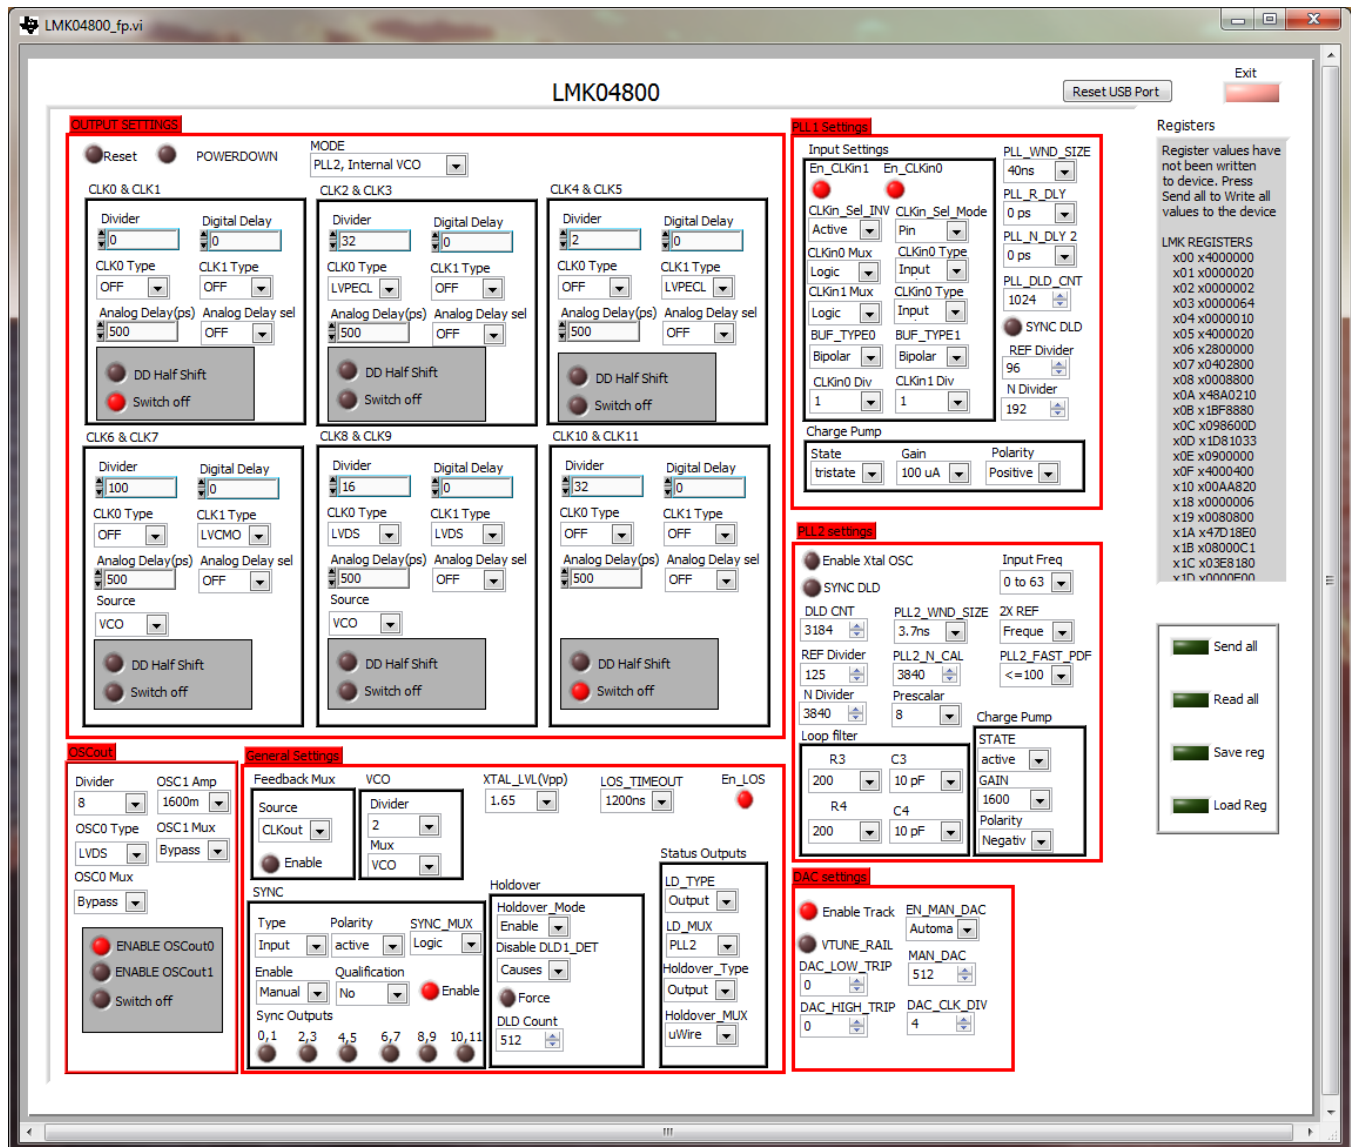 LMK04800_fp.vi
LMK04800
Reset USB Port
Exit
OUTPUT SETTINGS
Reset
POWERDOWN
MODE
PLL2, Internal VCO
CLK0 & CLK1
Divider
Digital Delay
0
0
CLK0 Type
CLK1 Type
OFF
OFF
Analog Delay(ps)
Analog Delay sel
500
OFF
DD Half Shift
Switch off
CLK2 & CLK3
Divider
Digital Delay
32
0
CLK0 Type
CLK1 Type
LVPECL
OFF
Analog Delay(ps)
Analog Delay sel
500
OFF
DD Half Shift
Switch off
CLK4 & CLK5
Divider
Digital Delay
2
0
CLK0 Type
CLK1 Type
OFF
LVPECL
Analog Delay(ps)
Analog Delay sel
500
OFF
DD Half Shift
Switch off
CLK6 & CLK7
Divider
Digital Delay
100
0
CLK0 Type
CLK1 Type
OFF
LVCMO
Analog Delay(ps)
Analog Delay sel
500
OFF
Source
VCO
DD Half Shift
Switch off
CLK8 & CLK9
Divider
Digital Delay
16
0
CLK0 Type
CLK1 Type
LVDS
LVDS
Analog Delay(ps)
Analog Delay sel
500
OFF
Source
VCO
DD Half Shift
Switch off
CLK10 & CLK11
Divider
Digital Delay
32
0
CLK0 Type
CLK1 Type
OFF
OFF
Analog Delay(ps)
Analog Delay sel
500
OFF
DD Half Shift
Switch off
PLL1 Settings
Input Settings
En_CLKin1
En_CLKin0
CLKin_Sel_INV
CLKin_Sel_Mode
Active
Pin
CLKin0 Mux
CLKin0 Type
Logic
Input
CLKin1 Mux
CLKin0 Type
Logic
Input
BUF_TYPE0
BUF_TYPE1
Bipolar
Bipolar
CLKin0 Div
CLKin1 Div
1
1
PLL_WND_SIZE
40ns
PLL_R_DLY
0 ps
PLL_N_DLY 2
0 ps
PLL_DLD_CNT
1024
SYNC DLD
REF Divider
96
N Divider
192
Charge Pump
State
Gain
Polarity
tristate
100 uA
Positive
PLL2 settings
Enable Xtal OSC
Input Freq
0 to 63
SYNC DLD
DLD CNT
PLL2_WND_SIZE
2X REF
3184
3.7ns
Freque
REF Divider
PLL2_N_CAL
PLL2_FAST_PDF
125
3840
<=100
N Divider
Prescalar
3840
8
Loop filter
R3
C3
200
10 pF
R4
C4
200
10 pF
Charge Pump
STATE
active
GAIN
1600
Polarity
Negativ
Registers
Register values have
not been written
to device. Press
Send all to Write all
values to the device
LMK REGISTERS
x00 x4000000
x01 x0000020
x02 x0000002
x03 x0000064
x04 x0000010
x05 x4000020
x06 x2800000
x07 x0402800
x08 x0008800
x0A x48A0210
x0B x1BF8880
x0C x098600D
x0D x1D81033
x0E x0900000
x0F x4000400
x10 x00AA820
x18 x0000006
x19 x0080800
x1A x47D18E0
x1B x08000C1
x1C x03E8180
x1D x0000F00
Send all
Read all
Save reg
Load Reg
OSCout
Divider
OSC1 Amp
8
1600m
OSC0 Type
OSC1 Mux
LVDS
Bypass
OSC0 Mux
Bypass
ENABLE OSCout0
ENABLE OSCout1
Switch off
General Settings
Feedback Mux
Source
CLKout
Enable
VCO
Divider
2
Mux
VCO
XTAL_LVL(Vpp)
1.65
LOS_TIMEOUT
1200ns
En_LOS
SYNC
Type
Polarity
SYNC_MUX
Input
active
Logic
Enable
Qualification
Manual
No
Enable
Sync Outputs
0,1
2,3
4,5
6,7
8,9
10,11
Holdover
Holdover_Mode
Enable
Disable DLD1_DET
Causes
Force
DLD Count
512
Status Outputs
LD_TYPE
Output
LD_MUX
PLL2
Holdover_Type
Output
Holdover_MUX
uWire
DAC settings
Enable Track
EN_MAN_DAC
Automa
VTUNE_RAIL
MAN_DAC
DAC_LOW_TRIP
512
0
DAC_HIGH_TRIP
DAC_CLK_DIV
0
4